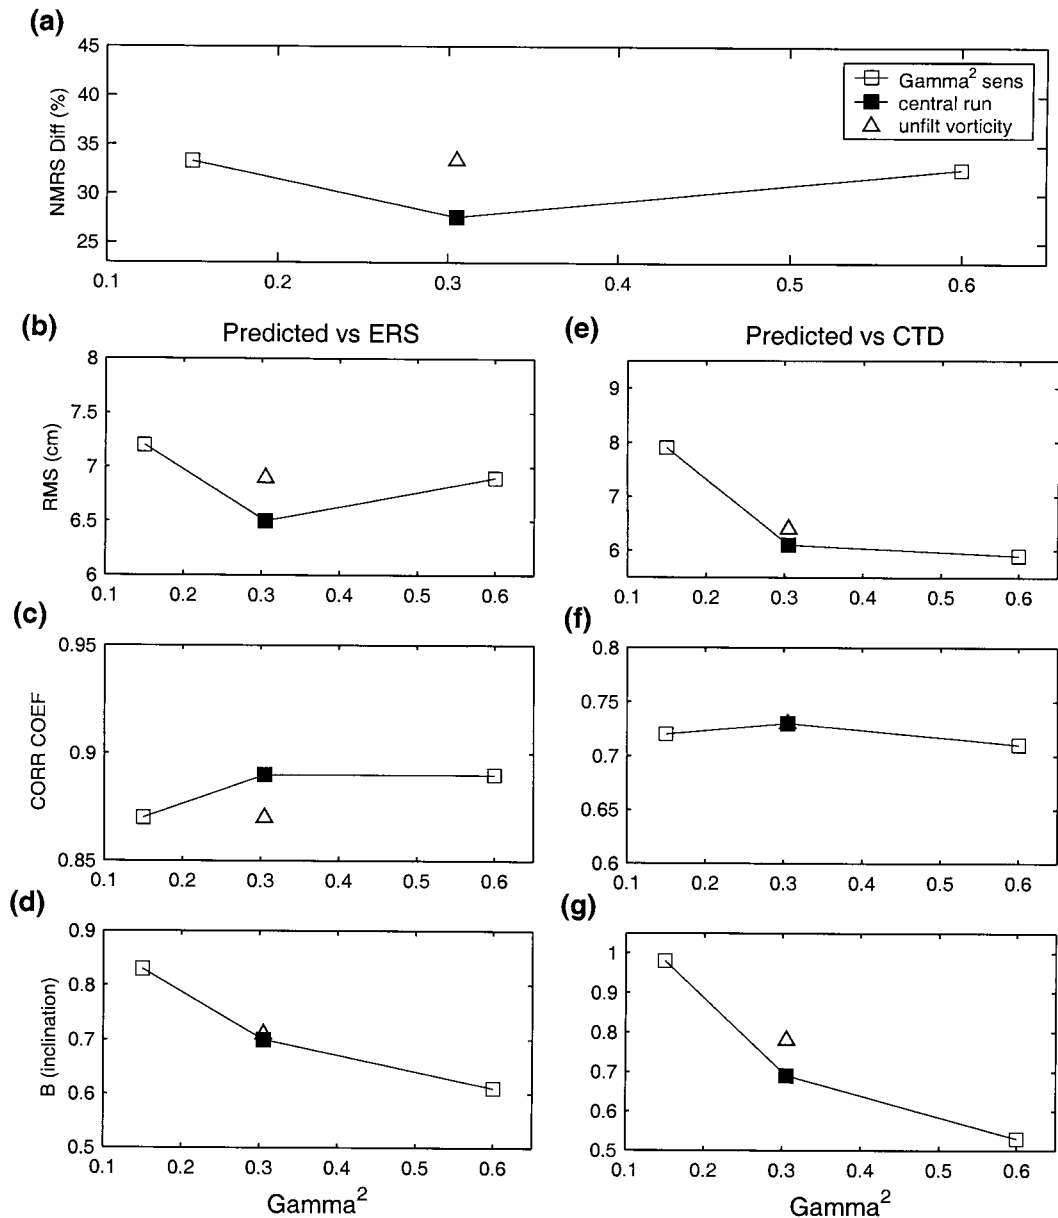 (a)
NMRS Diff (%)
45
40
35
30
25
0.1 0.2 0.3 0.4 0.5 0.6
Gamma² sens
central run
unfilt vorticity
(b)
Predicted vs ERS
RMS (cm)
8
7.5
7
6.5
6
0.1 0.2 0.3 0.4 0.5 0.6
(e)
Predicted vs CTD
9
8
7
6
0.1 0.2 0.3 0.4 0.5 0.6
(c)
CORR COEF
0.95
0.9
0.85
0.1 0.2 0.3 0.4 0.5 0.6
(f)
0.8
0.75
0.7
0.65
0.6
0.1 0.2 0.3 0.4 0.5 0.6
(d)
B (inclination)
0.9
0.8
0.7
0.6
0.5
0.1 0.2 0.3 0.4 0.5 0.6
Gamma²
(g)
1
0.9
0.8
0.7
0.6
0.5
0.1 0.2 0.3 0.4 0.5 0.6
Gamma²